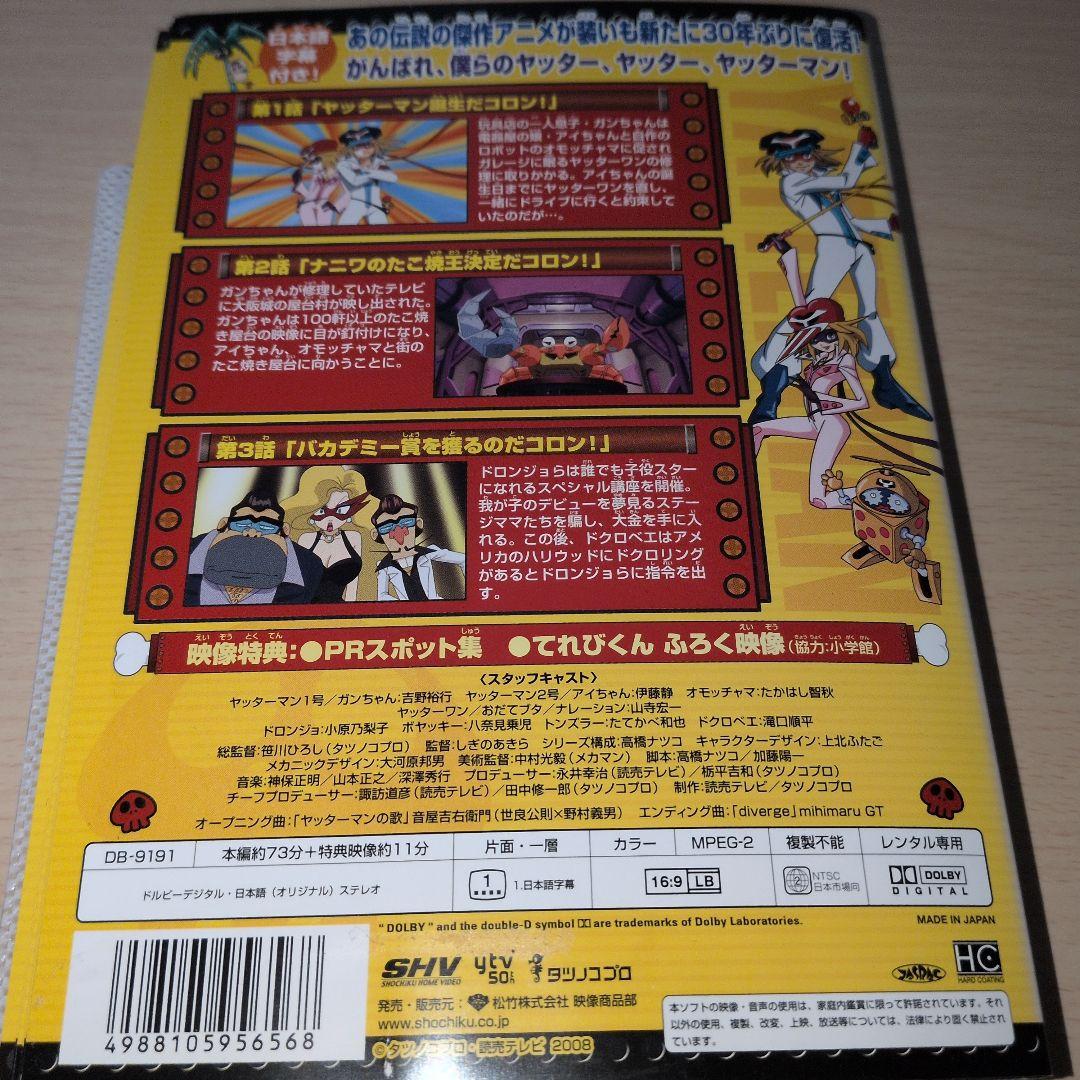 日本語
字幕
付き!
あの伝説の傑作アニメが装いも新たに30年ぶりに復活!
がんばれ、僕らのヤッター、ヤッター、ヤッターマン!
第1話「ヤッターマン誕生だコロン!」
玩具店の一人息子・ガンちゃんは
電器屋の娘・アイちゃんと自作の
ロボットのオモッチャマに促され
ガレージに眠るヤッターワンの修
理に取りかかる。アイちゃんの誕
生日までにヤッターワンを直し、
一緒にドライブに行くと約束して
いたのだが…。
第2話「ナニワのたこ焼王決定だコロン!」
ガンちゃんが修理していたテレビ
に大阪城の屋台村が映し出された。
ガンちゃんは100軒以上のたこ焼
き屋台の映像に目が釘付けになり、
アイちゃん、オモッチャマと街の
たこ焼き屋台に向かうことに。
第3話「バカデミー賞を獲るのだコロン!」
ドロンジョらは誰でも子役スター
になれるスペシャル講座を開催。
我が子のデビューを夢見るステー
ジママたちを騙し、大金を手に入
れる。この後、ドクロベエはアメ
リカのハリウッドにドクロリング
があるとドロンジョらに指令を出
す。
映像特典:●PRスポット集 ●てれびくん ふろく映像(協力:小学館)
〈スタッフキャスト〉
ヤッターマン1号/ガンちゃん:吉野裕行 ヤッターマン2号/アイちゃん:伊藤静 オモッチャマ:たかはし智秋
ヤッターワン/おだてブタ/ナレーション:山寺宏一
ドロンジョ:小原乃梨子 ボヤッキー:八奈見乗児 トンズラー:たてかべ和也 ドクロベエ:滝口順平
総監督:笹川ひろし(タツノコプロ) 監督:しぎのあきら シリーズ構成:高橋ナツコ キャラクターデザイン:上北ふたご
メカニックデザイン:大河原邦男 美術監督:中村光毅(メカマン) 脚本:高橋ナツコ/加藤陽一
音楽:神保正明/山本正之/深澤秀行 プロデューサー:永井幸治(読売テレビ)/栃平吉和(タツノコプロ)
チーフプロデューサー:諏訪道彦(読売テレビ)/田中修一郎(タツノコプロ) 制作:読売テレビ/タツノコプロ
オープニング曲:「ヤッターマンの歌」音屋吉右衛門(世良公則×野村義男) エンディング曲:「diverge」mihimaru GT
DB-9191 本編約73分+特典映像約11分 片面・一層 カラー MPEG-2 複製不能 レンタル専用
ドルビーデジタル・日本語(オリジナル)ステレオ 1 1.日本語字幕 16:9 LB 2 NTSC 日本市場向 DOLBY DIGITAL
"DOLBY" and the double-D symbol are trademarks of Dolby Laboratories.
MADE IN JAPAN
SHV
SHOCHIKU HOME VIDEO
ytv
50th
タツノコプロ
JASRAC
HC
HARD COATING
発売・販売元: 松竹株式会社 映像商品部
www.shochiku.co.jp
本ソフトの映像・音声の使用は、家庭内鑑賞に限って許諾されています。それ
以外の使用、複製、改変、上映、放送等については、法律により固く禁止され
ています。
4988105956568
©タツノコプロ・読売テレビ 2008